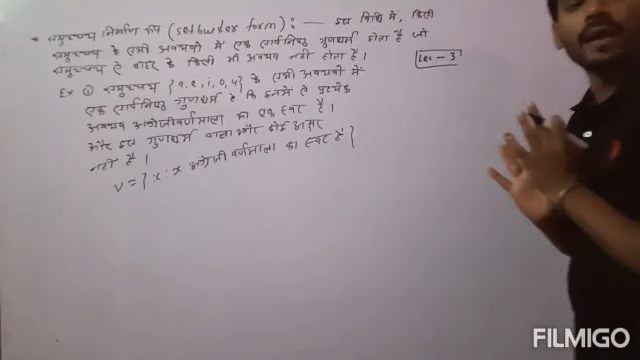 * समुच्चय निर्माण रूप (set builder form) : — इस विधि में, किसी
समुच्चय के सभी अवयवों में एक सार्वनिष्ठ गुणधर्म होता है जो
समुच्चय से बाहर के किसी भी अवयव में नहीं होता है।
Lec - 3
Ex ① समुच्चय {a, e, i, o, u} के सभी अवयवों में
एक सार्वनिष्ठ गुणधर्म है कि इनमें से प्रत्येक
अवयव अंग्रेजी वर्णमाला का एक स्वर है।
और इस गुणधर्म वाला और कोई अक्षर
नहीं है।
V = { x : x अंग्रेजी वर्णमाला का स्वर है }
FILMIGO